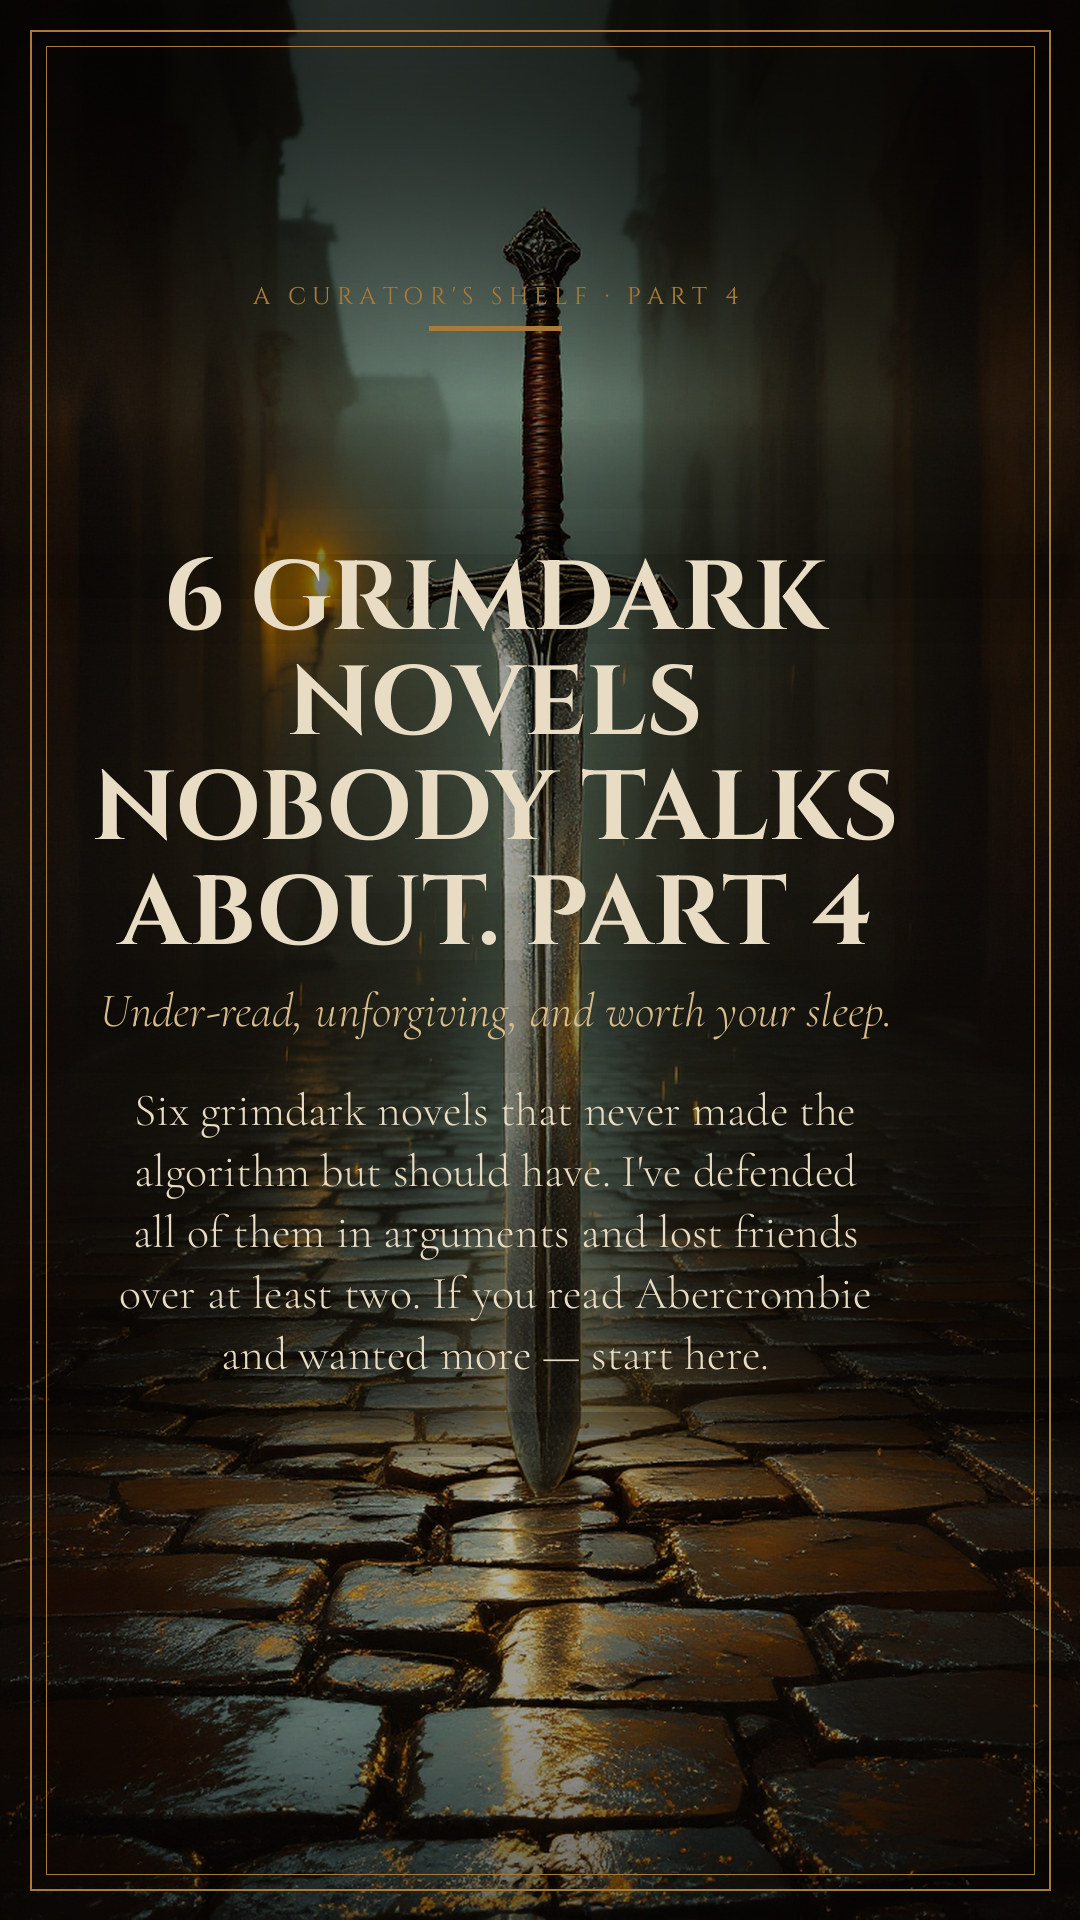 A CURATOR'S SHELF · PART 4
6 GRIMDARK
NOVELS
NOBODY TALKS
ABOUT. PART 4
Under-read, unforgiving, and worth your sleep.
Six grimdark novels that never made the
algorithm but should have. I've defended
all of them in arguments and lost friends
over at least two. If you read Abercrombie
and wanted more — start here.